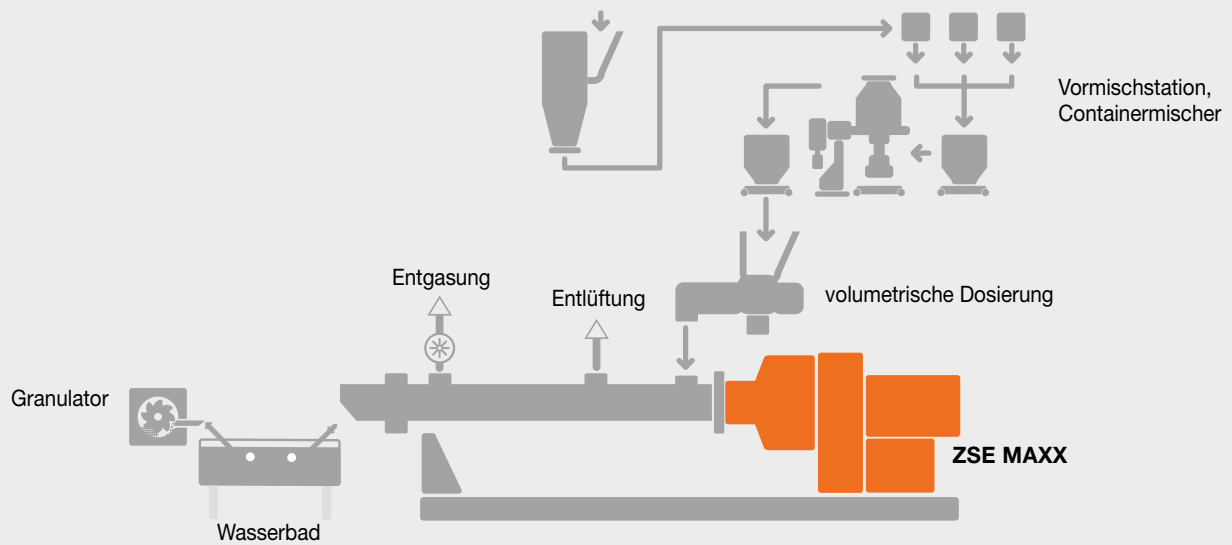 Vormischstation,
Containermischer
Entgasung
Entlüftung
volumetrische Dosierung
Granulator
ZSE MAXX
Wasserbad